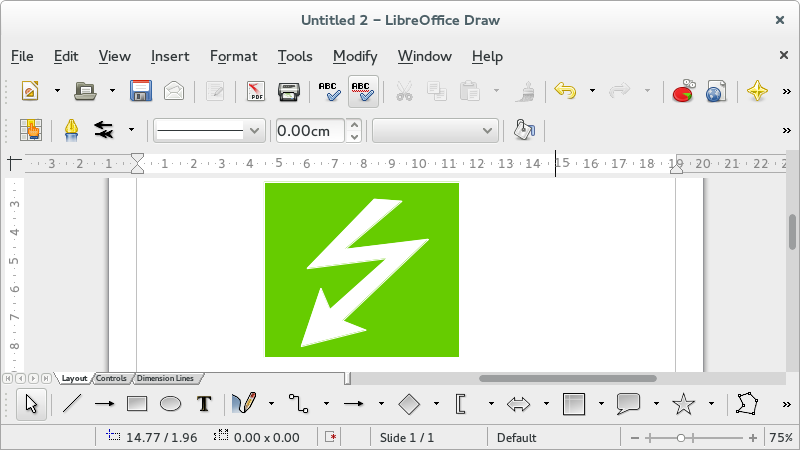 Untitled 2 – LibreOffice Draw
File Edit View Insert Format Tools Modify Window Help
PDF ABC ABC
0.00cm
3 2 1 1 2 3 4 5 6 7 8 9 10 11 12 13 14 15 16 17 18 19 20 21 22
3
4
5
6
7
8
Layout Controls Dimension Lines
T
14.77 / 1.96 0.00 x 0.00 Slide 1 / 1 Default 75%